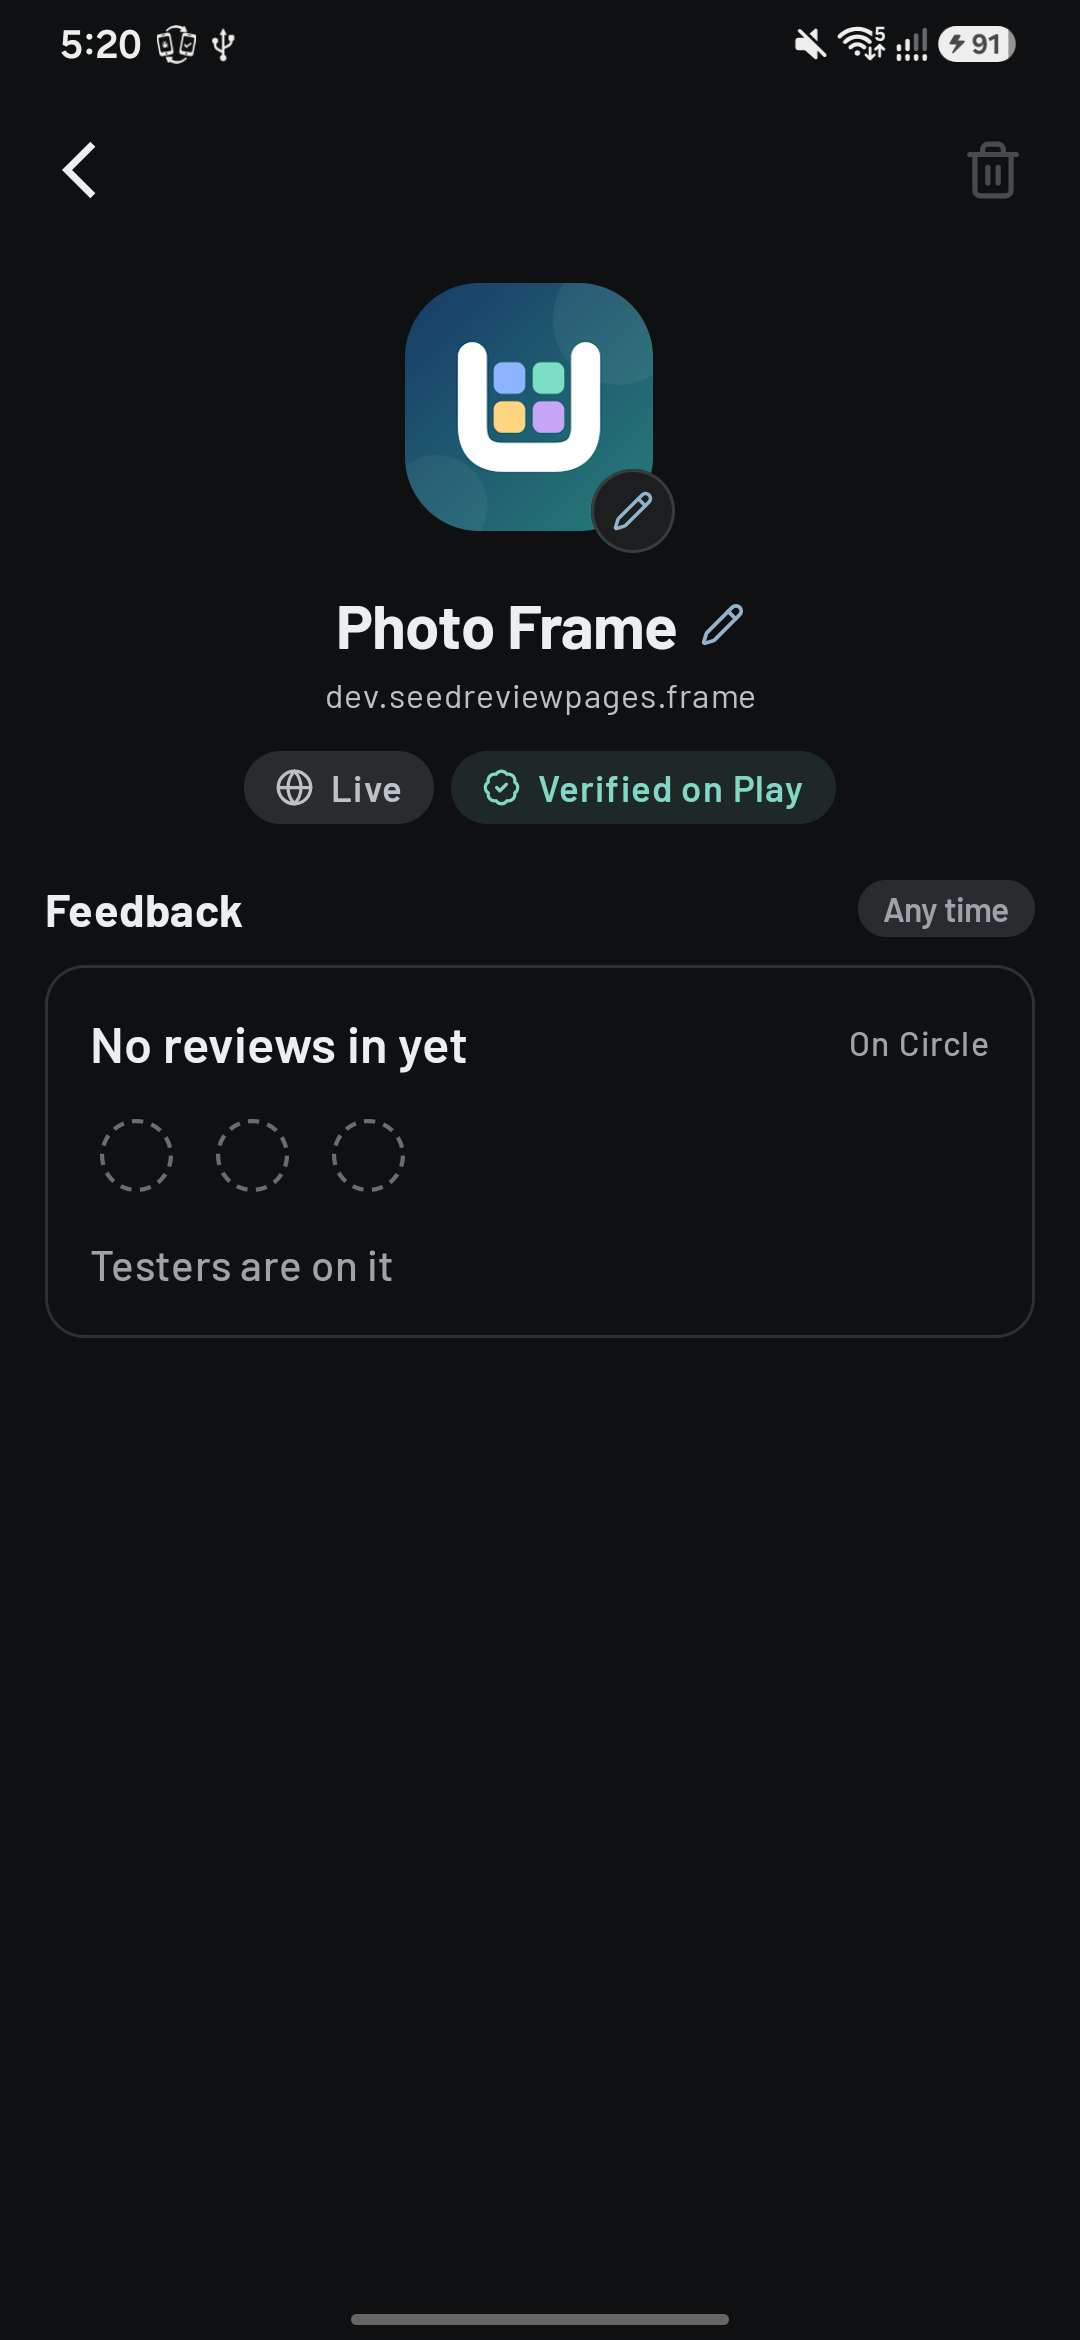 5:20
5
91
Photo Frame
dev.seedreviewpages.frame
Live
Verified on Play
Feedback
Any time
No reviews in yet
On Circle
Testers are on it